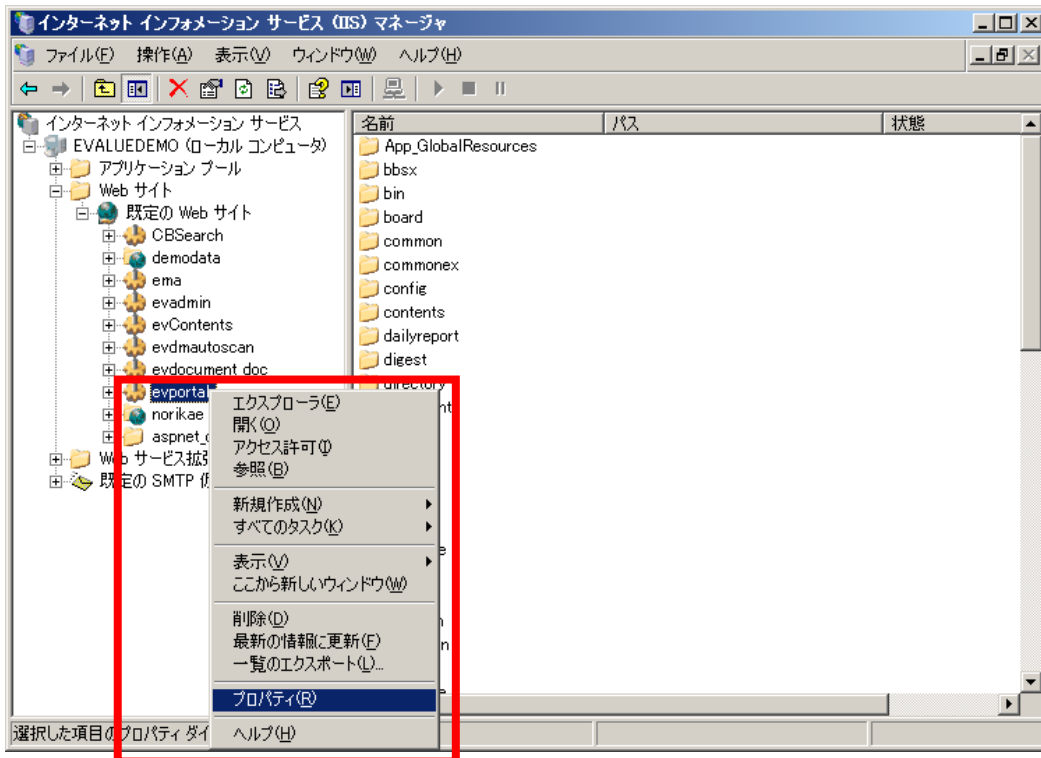 インターネット インフォメーション サービス (IIS) マネージャ
ファイル(F) 操作(A) 表示(V) ウィンドウ(W) ヘルプ(H)
インターネット インフォメーション サービス
EVALUEDEMO (ローカル コンピュータ)
アプリケーション プール
Web サイト
既定の Web サイト
CBSearch
demodata
ema
evadmin
evContents
evdmautoscan
evdocument doc
evportal
norikae
aspnet_
Web サービス拡張
既定の SMTP
名前 パス 状態
App_GlobalResources
bbsx
bin
board
common
commonex
config
contents
dailyreport
digest
directory
エクスプローラ(E)
開く(O)
アクセス許可(I)
参照(B)
新規作成(N)
すべてのタスク(K)
表示(V)
ここから新しいウィンドウ(W)
削除(D)
最新の情報に更新(F)
一覧のエクスポート(L)...
プロパティ(R)
ヘルプ(H)
選択した項目のプロパティ ダイ